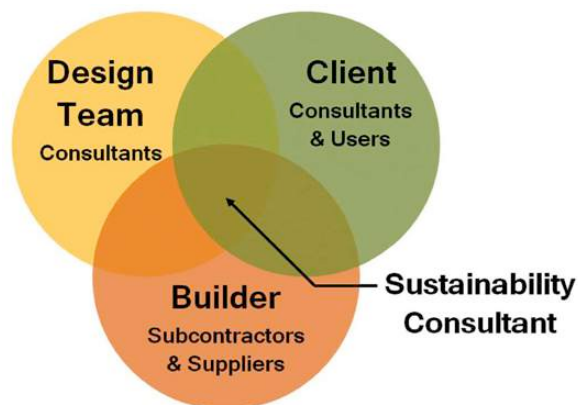 Design
Team
Consultants
Client
Consultants
& Users
Builder
Subcontractors
& Suppliers
Sustainability
Consultant